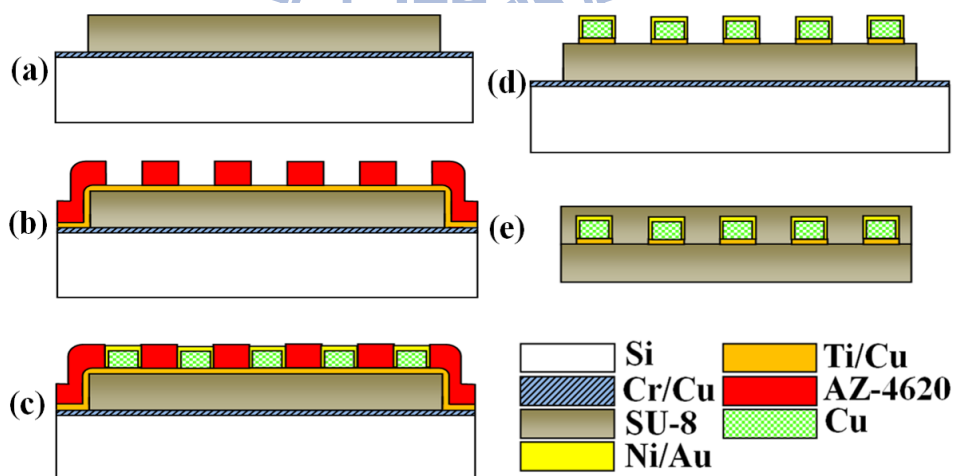 (a)
(b)
(c)
(d)
(e)
Si
Cr/Cu
SU-8
Ni/Au
Ti/Cu
AZ-4620
Cu